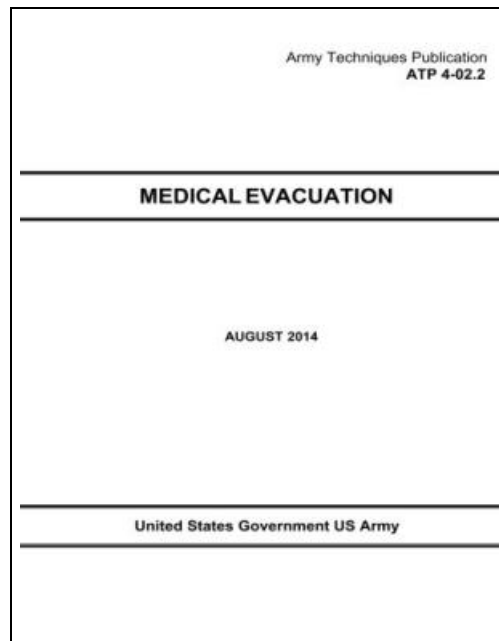 Army Techniques Publication
ATP 4-02.2
MEDICAL EVACUATION
AUGUST 2014
United States Government US Army